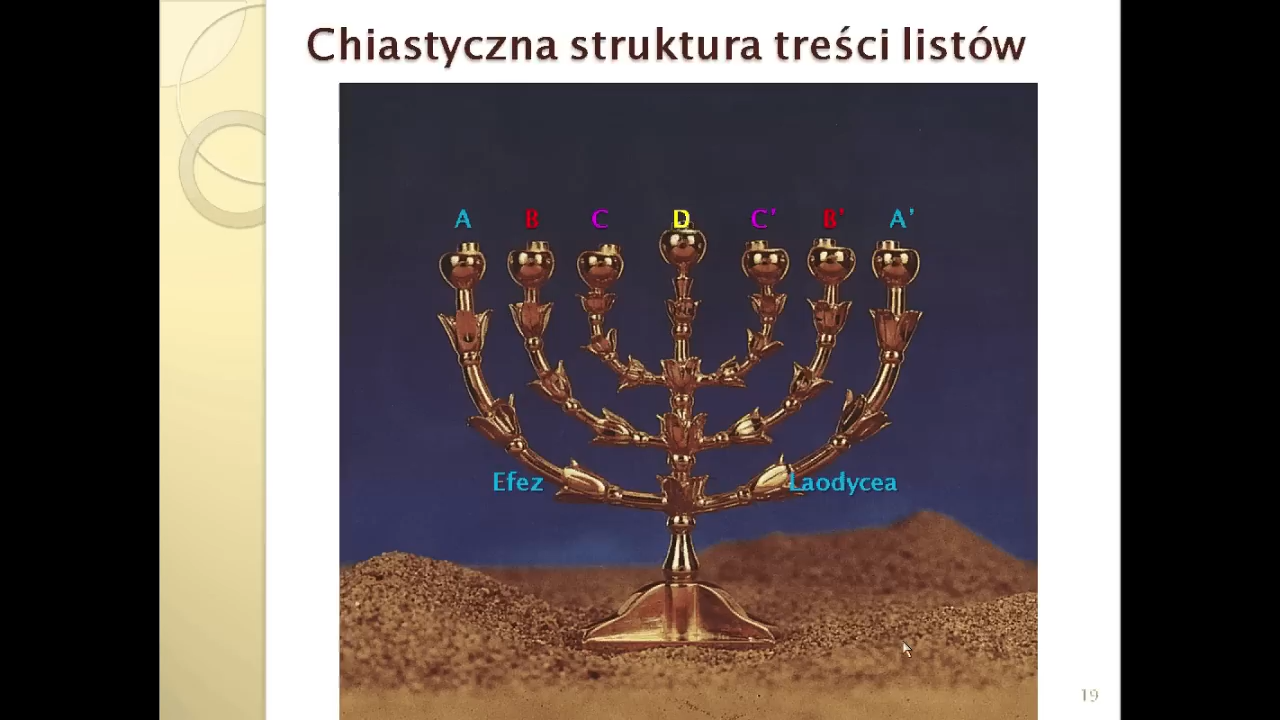 Chiastyczna struktura treści listów
A B C D C' B' A'
Efez Laodycea
19